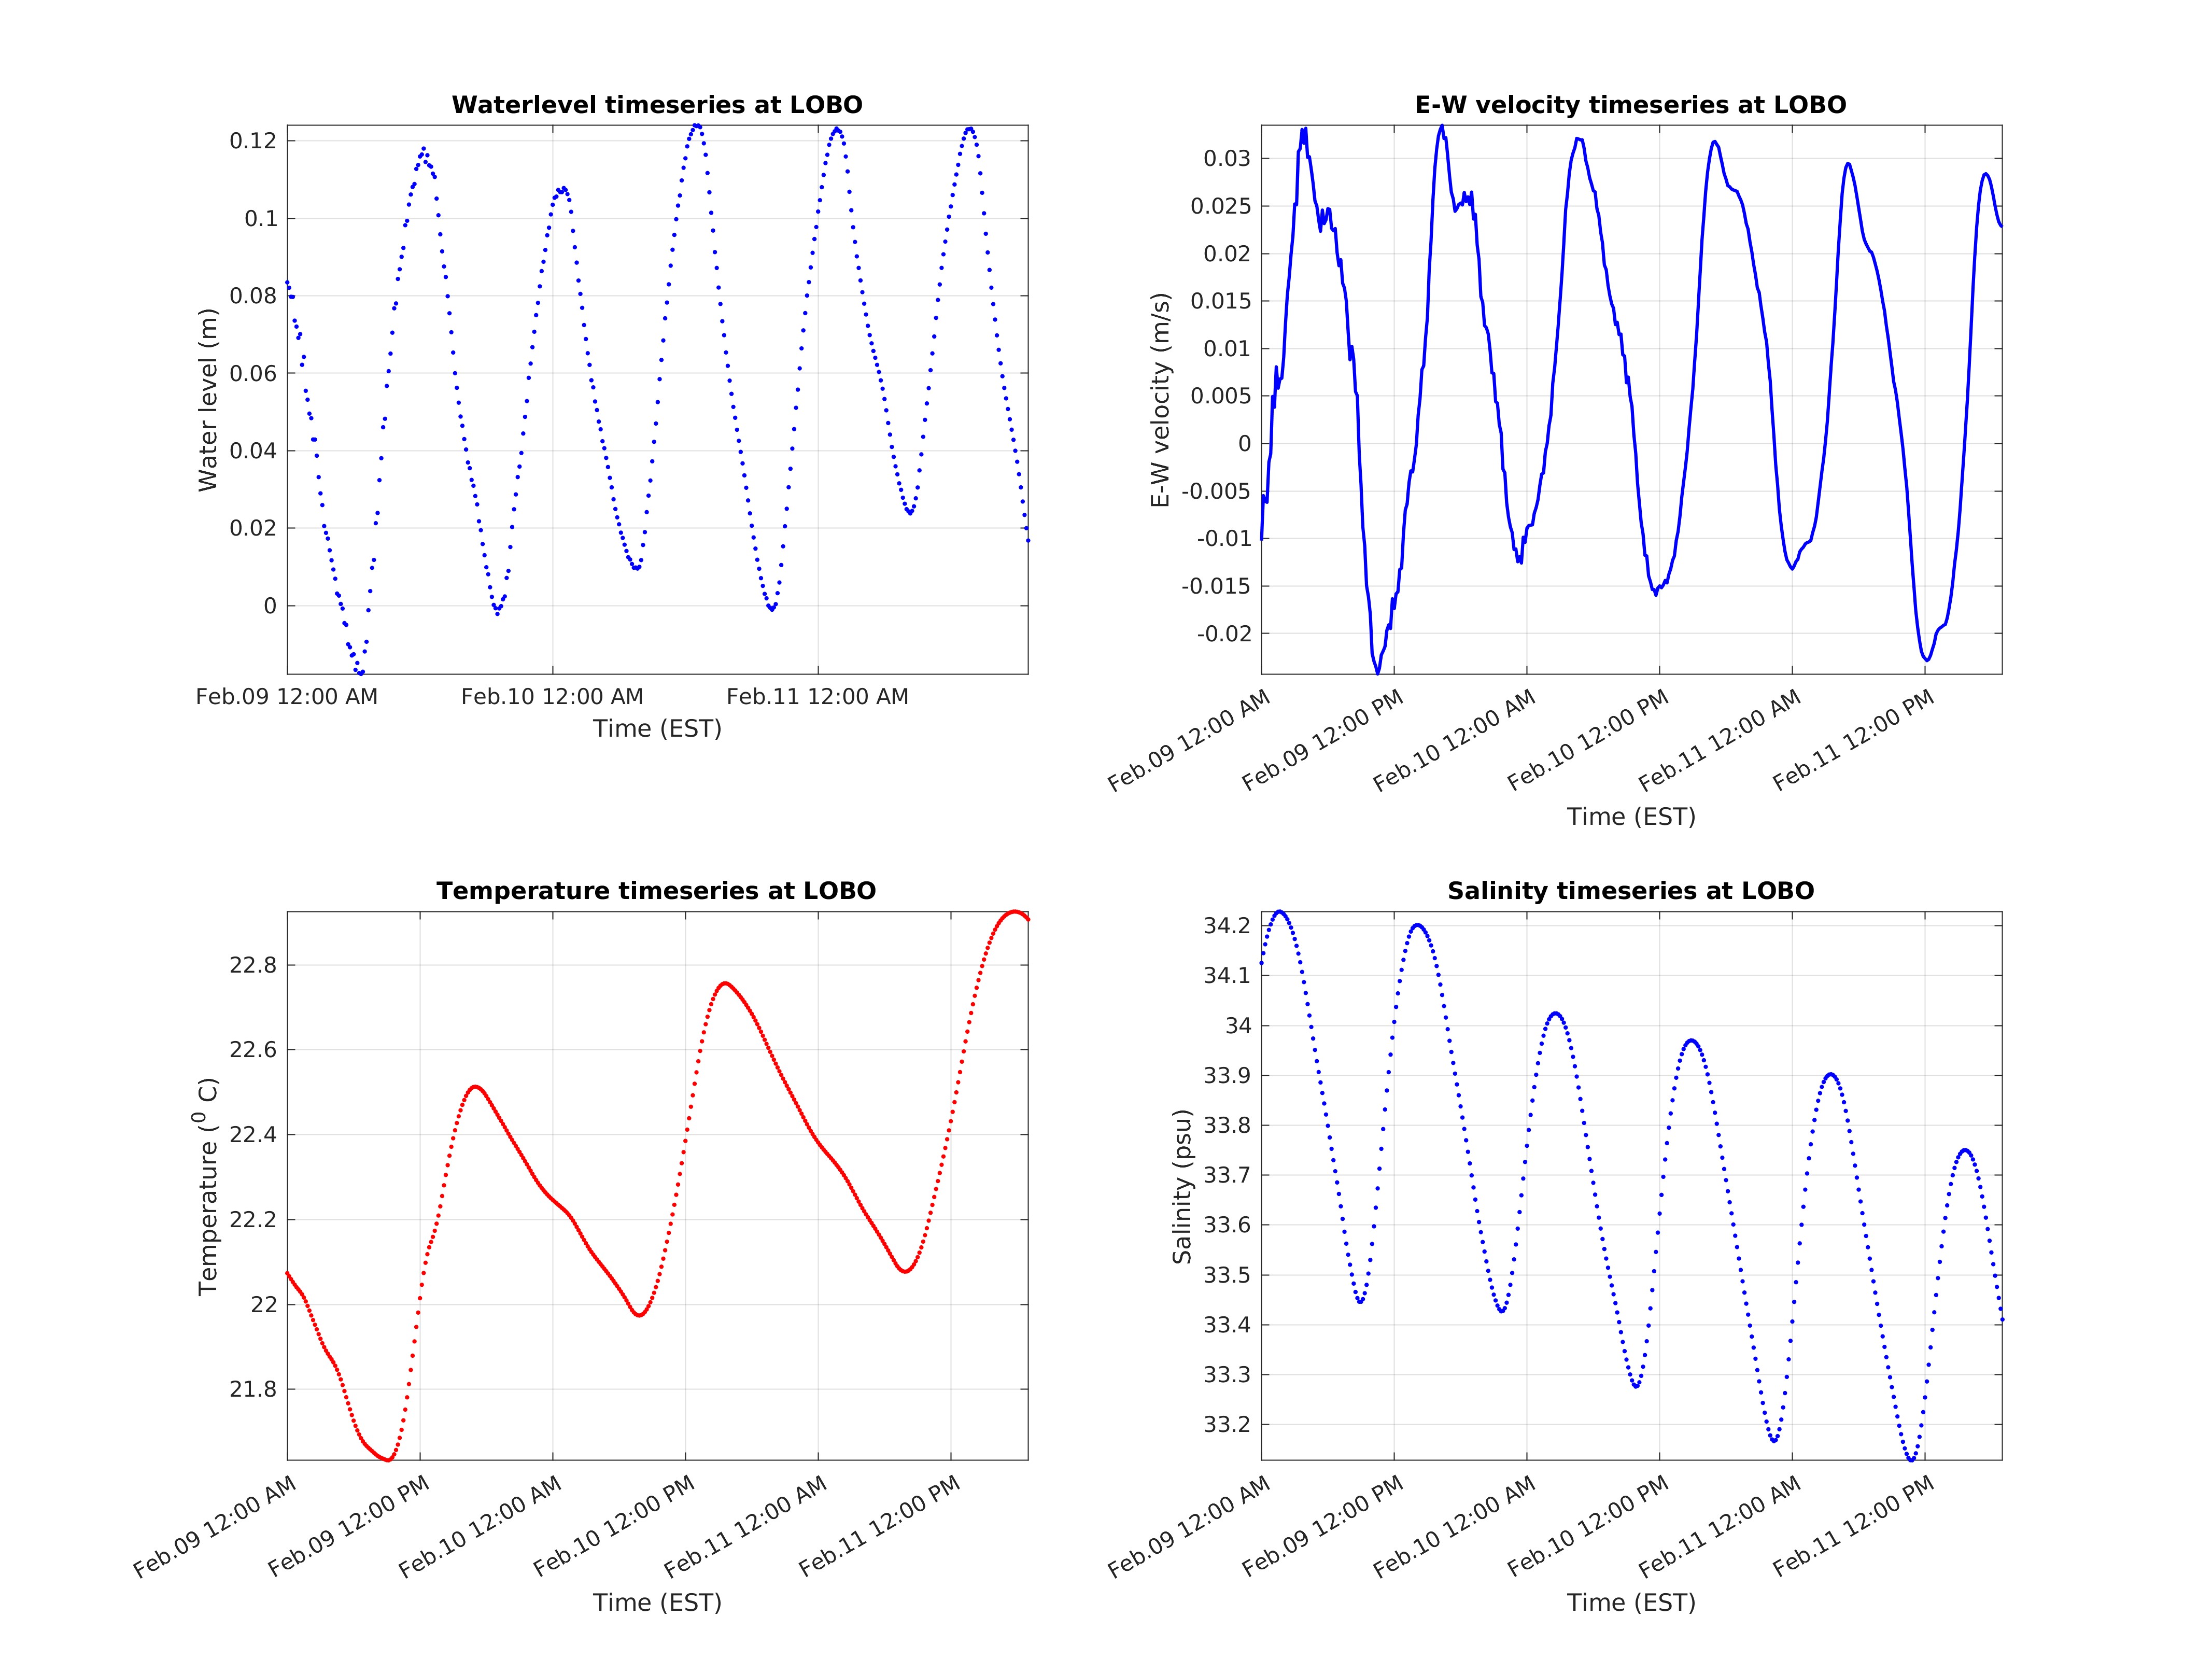 Waterlevel timeseries at LOBO
0.12
0.1
0.08
0.06
0.04
0.02
0
Water level (m)
Feb.09 12:00 AM
Feb.10 12:00 AM
Feb.11 12:00 AM
Time (EST)
E-W velocity timeseries at LOBO
0.03
0.025
0.02
0.015
0.01
0.005
0
-0.005
-0.01
-0.015
-0.02
E-W velocity (m/s)
Feb.09 12:00 AM
Feb.09 12:00 PM
Feb.10 12:00 AM
Feb.10 12:00 PM
Feb.11 12:00 AM
Feb.11 12:00 PM
Time (EST)
Temperature timeseries at LOBO
22.8
22.6
22.4
22.2
22
21.8
Temperature (⁰ C)
Feb.09 12:00 AM
Feb.09 12:00 PM
Feb.10 12:00 AM
Feb.10 12:00 PM
Feb.11 12:00 AM
Feb.11 12:00 PM
Time (EST)
Salinity timeseries at LOBO
34.2
34.1
34
33.9
33.8
33.7
33.6
33.5
33.4
33.3
33.2
Salinity (psu)
Feb.09 12:00 AM
Feb.09 12:00 PM
Feb.10 12:00 AM
Feb.10 12:00 PM
Feb.11 12:00 AM
Feb.11 12:00 PM
Time (EST)